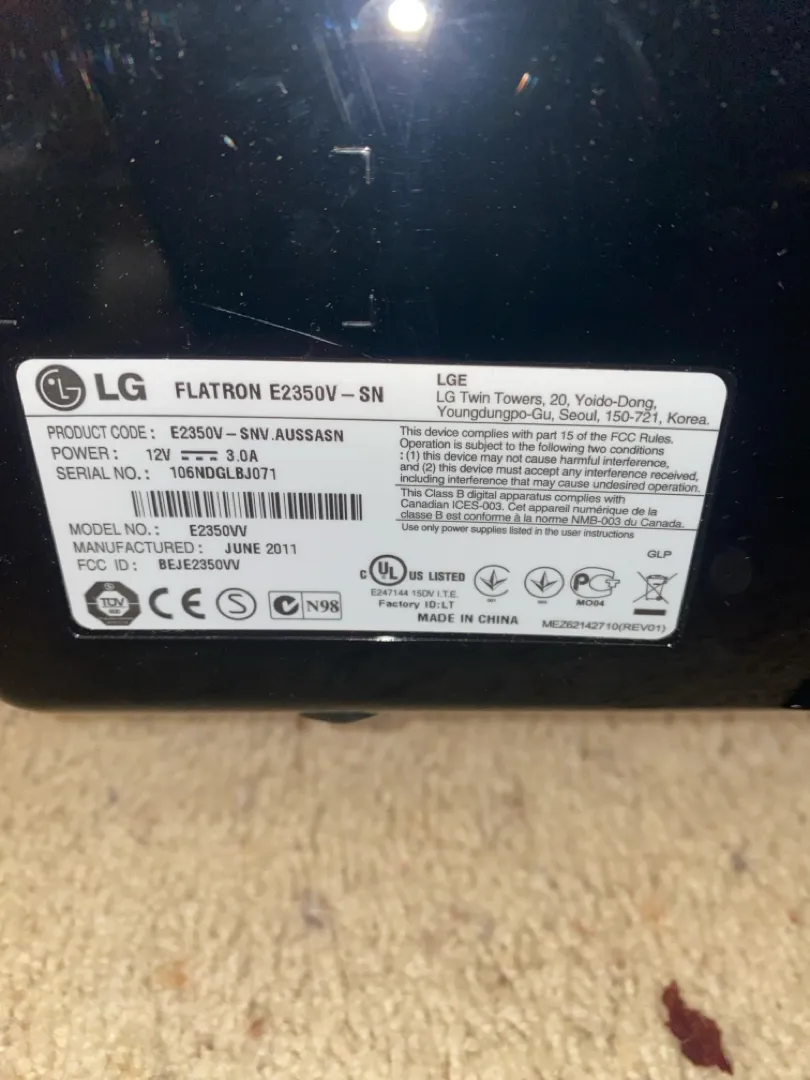 LG FLATRON E2350V-SN
LGE
LG Twin Towers, 20, Yoido-Dong,
Youngdungpo-Gu, Seoul, 150-721, Korea.
PRODUCT CODE : E2350V-SNV.AUSSASN
POWER : 12V 3.0A
SERIAL NO. : 106NDGLBJ071
MODEL NO. : E2350VV
MANUFACTURED : JUNE 2011
FCC ID : BEJE2350VV
This device complies with part 15 of the FCC Rules.
Operation is subject to the following two conditions
: (1) this device may not cause harmful interference,
and (2) this device must accept any interference received,
including interference that may cause undesired operation.
This Class B digital apparatus complies with
Canadian ICES-003. Cet appareil numérique de la
classe B est conforme à la norme NMB-003 du Canada.
Use only power supplies listed in the user instructions
GLP
TÜV
CE
S
N98
C UL US LISTED
E247144 15DV I.T.E.
Factory ID:LT
MO04
MADE IN CHINA
MEZ62142710(REV01)